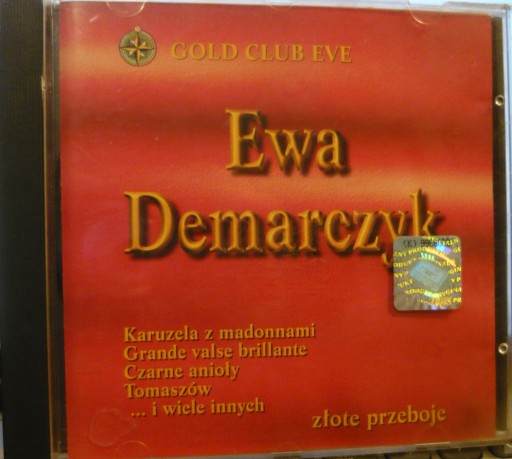 GOLD CLUB EVE
Ewa
Demarczyk
Karuzela z madonnami
Grande valse brillante
Czarne anioły
Tomaszów
... i wiele innych
złote przeboje